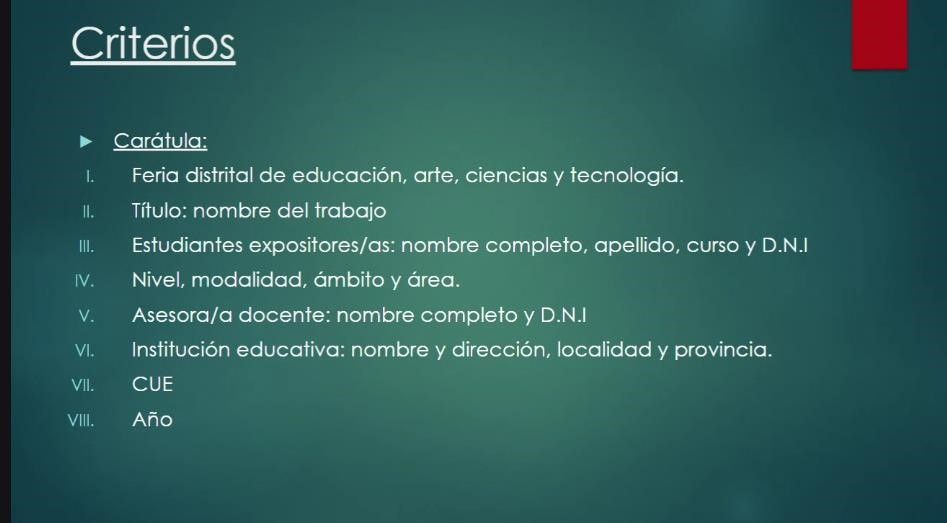 Criterios
Carátula:
I. Feria distrital de educación, arte, ciencias y tecnología.
II. Título: nombre del trabajo
III. Estudiantes expositores/as: nombre completo, apellido, curso y D.N.I
IV. Nivel, modalidad, ámbito y área.
V. Asesora/a docente: nombre completo y D.N.I
VI. Institución educativa: nombre y dirección, localidad y provincia.
VII. CUE
VIII. Año